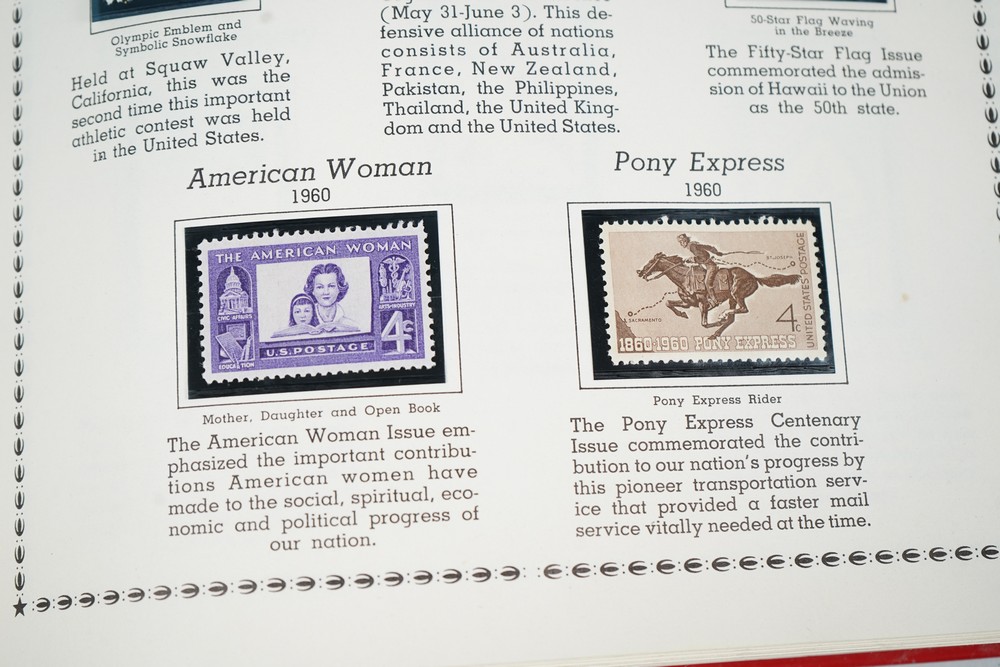 Olympic Emblem and
Symbolic Snowflake
Held at Squaw Valley,
California, this was the
second time this important
athletic contest was held
in the United States.
(May 31-June 3). This de-
fensive alliance of nations
consists of Australia,
France, New Zealand,
Pakistan, the Philippines,
Thailand, the United King-
dom and the United States.
50-Star Flag Waving
in the Breeze
The Fifty-Star Flag Issue
commemorated the admis-
sion of Hawaii to the Union
as the 50th state.
American Woman
1960
THE AMERICAN WOMAN
CIVIC AFFAIRS
ARTS-INDUSTRY
EDUCATION
U.S. POSTAGE
4c
Mother, Daughter and Open Book
The American Woman Issue em-
phasized the important contribu-
tions American women have
made to the social, spiritual, eco-
nomic and political progress of
our nation.
Pony Express
1960
ST. JOSEPH
SACRAMENTO
4c
UNITED STATES POSTAGE
1860·1960 PONY EXPRESS
Pony Express Rider
The Pony Express Centenary
Issue commemorated the contri-
bution to our nation's progress by
this pioneer transportation serv-
ice that provided a faster mail
service vitally needed at the time.